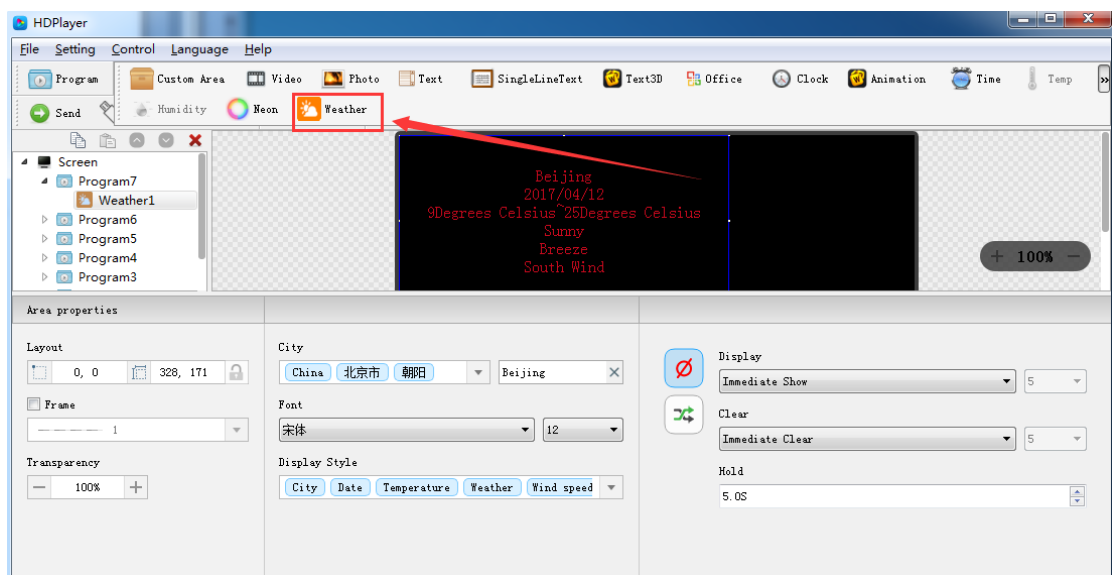 HDPlayer
File Setting Control Language Help
Program Custom Area Video Photo Text SingleLineText Text3D Office Clock Animation Time Temp »
Send Humidity Neon Weather
Screen
Program7
Weather1
Program6
Program5
Program4
Program3
Beijing
2017/04/12
9Degrees Celsius~25Degrees Celsius
Sunny
Breeze
South Wind
+ 100% −
Area properties
Layout
0, 0 328, 171
Frame
1
Transparency
— 100% +
City
China 北京市 朝阳 Beijing
Font
宋体 12
Display Style
City Date Temperature Weather Wind speed
Display
Immediate Show 5
Clear
Immediate Clear 5
Hold
5.0S